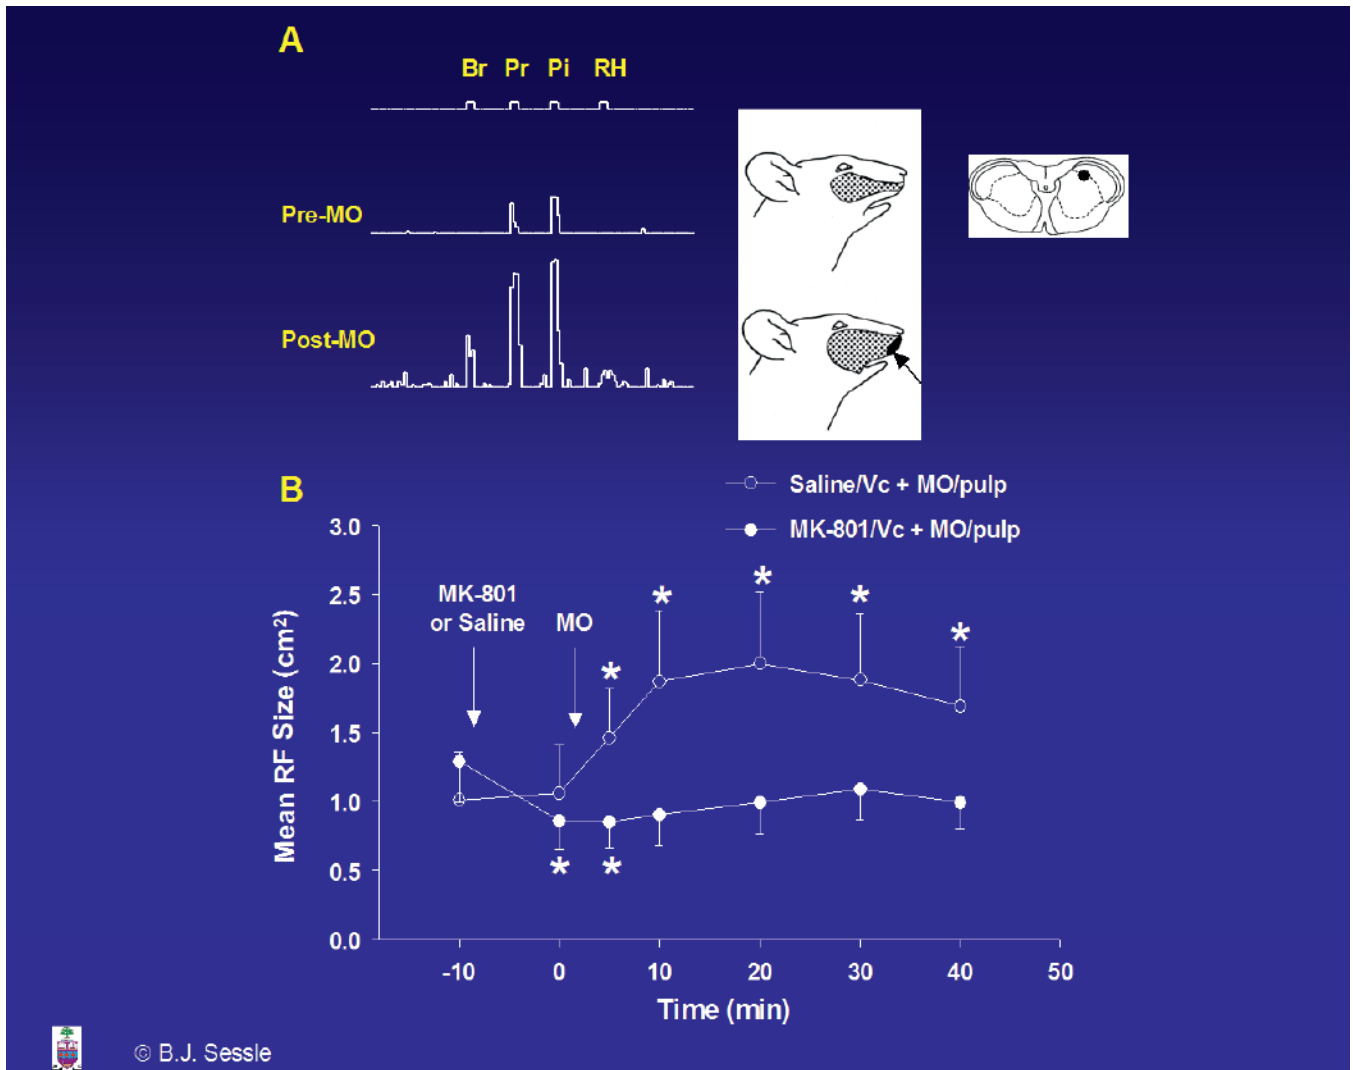 A
Br Pr Pi RH
Pre-MO
Post-MO
B
Saline/Vc + MO/pulp
MK-801/Vc + MO/pulp
3.0
2.5
2.0
1.5
1.0
0.5
0.0
Mean RF Size (cm²)
MK-801
or Saline
MO
*
*
*
*
*
*
*
-10 0 10 20 30 40 50
Time (min)
© B.J. Sessle